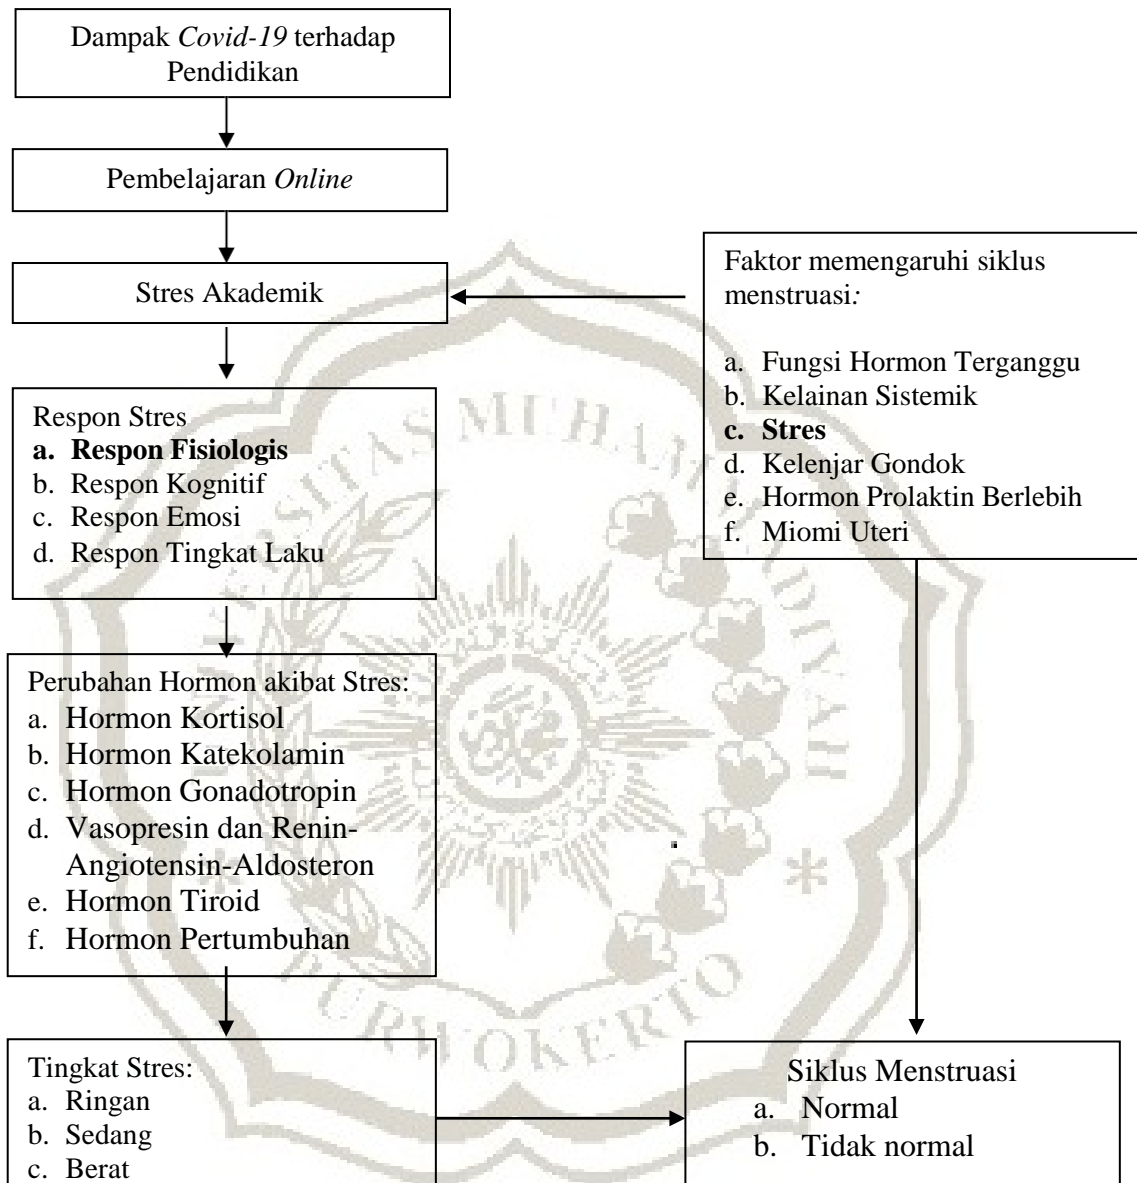 Dampak Covid-19 terhadap
Pendidikan
Pembelajaran Online
Stres Akademik
Respon Stres
a. Respon Fisiologis
b. Respon Kognitif
c. Respon Emosi
d. Respon Tingkat Laku
Perubahan Hormon akibat Stres:
a. Hormon Kortisol
b. Hormon Katekolamin
c. Hormon Gonadotropin
d. Vasopresin dan Renin-
Angiotensin-Aldosteron
e. Hormon Tiroid
f. Hormon Pertumbuhan
Tingkat Stres:
a. Ringan
b. Sedang
c. Berat
Faktor memengaruhi siklus
menstruasi:
a. Fungsi Hormon Terganggu
b. Kelainan Sistemik
c. Stres
d. Kelenjar Gondok
e. Hormon Prolaktin Berlebih
f. Miomi Uteri
Siklus Menstruasi
a. Normal
b. Tidak normal
UNIVERSITAS MUHAMMADIYAH
PURWOKERTO